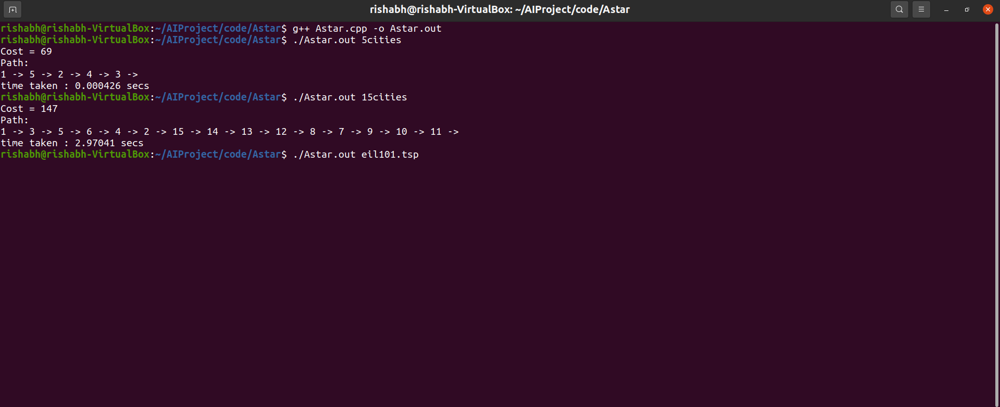 rishabh@rishabh-VirtualBox: ~/AIProject/code/Astar
rishabh@rishabh-VirtualBox:~/AIProject/code/Astar$ g++ Astar.cpp -o Astar.out
rishabh@rishabh-VirtualBox:~/AIProject/code/Astar$ ./Astar.out 5cities
Cost = 69
Path:
1 -> 5 -> 2 -> 4 -> 3 ->
time taken : 0.000426 secs
rishabh@rishabh-VirtualBox:~/AIProject/code/Astar$ ./Astar.out 15cities
Cost = 147
Path:
1 -> 3 -> 5 -> 6 -> 4 -> 2 -> 15 -> 14 -> 13 -> 12 -> 8 -> 7 -> 9 -> 10 -> 11 ->
time taken : 2.97041 secs
rishabh@rishabh-VirtualBox:~/AIProject/code/Astar$ ./Astar.out eil101.tsp